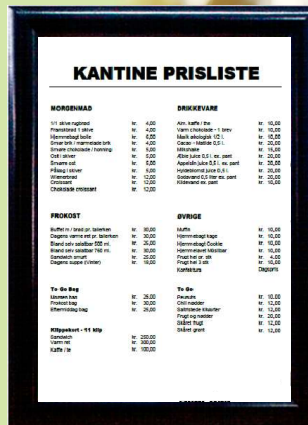 KANTINE PRISLISTE
MORGENMAD
1/1 skive rugbrød kr. 4,00
Franskbrød 1 skive kr. 4,00
Hjemmebagt bolle kr. 6,00
Smør brik / marmelade brik kr. 4,00
Smøre chokolade / honning kr. 5,00
Ost i skiver kr. 5,00
Smøre ost kr. 5,00
Pålæg i skiver kr. 5,00
Wienerbrød kr. 12,00
Croissant kr. 12,00
Chokolade croissant kr. 12,00
DRIKKEVARE
Alm. kaffe / the kr. 10,00
Varm chokolade - 1 brev kr. 10,00
Mælk økologisk 1/2 l. kr.
Cacao - Matilde 0,5 l. kr. 20,00
Milkshake kr. 15,00
Æble juice 0,5 l. ex. pant kr. 20,00
Appelsin juice 0,5 l. ex. pant kr. 20,00
Hyldeblomst juice 0,5 l. kr. 20,00
Sodavand 0,5 liter ex. pant kr. 20,00
Kildevand ex. pant kr. 10,00
FROKOST
Buffet m / brød pr. tallerken kr. 30,00
Dagens varme ret pr. tallerken kr. 30,00
Bland selv salatbar 500 ml. kr. 25,00
Bland selv salatbar 750 ml. kr. 30,00
Sandwich smurt kr. 25,00
Dagens suppe (Vinter) kr. 19,00
ØVRIGE
Muffin kr. 10,00
Hjemmebagt kage kr. 10,00
Hjemmebagt Cookie kr. 10,00
Hjemmelavet Müslibar kr. 10,00
Frugt hel pr. stk kr. 4,00
Frugt hel 3 stk kr. 10,00
Konfekture Dagspris
To Go Bag
Morgen bag kr. 25,00
Frokost bag kr. 30,00
Eftermiddag bag kr. 25,00
To Go
Peanuts kr. 10,00
Chili nødder kr. 12,00
Saltristede kikærter kr. 12,00
Frugt og nødder kr. 20,00
Skåret frugt kr. 12,00
Skåret grønt kr. 12,00
Klippekort - 11 klip
Sandwich kr. 250,00
Varm ret kr. 300,00
Kaffe / te kr. 100,00